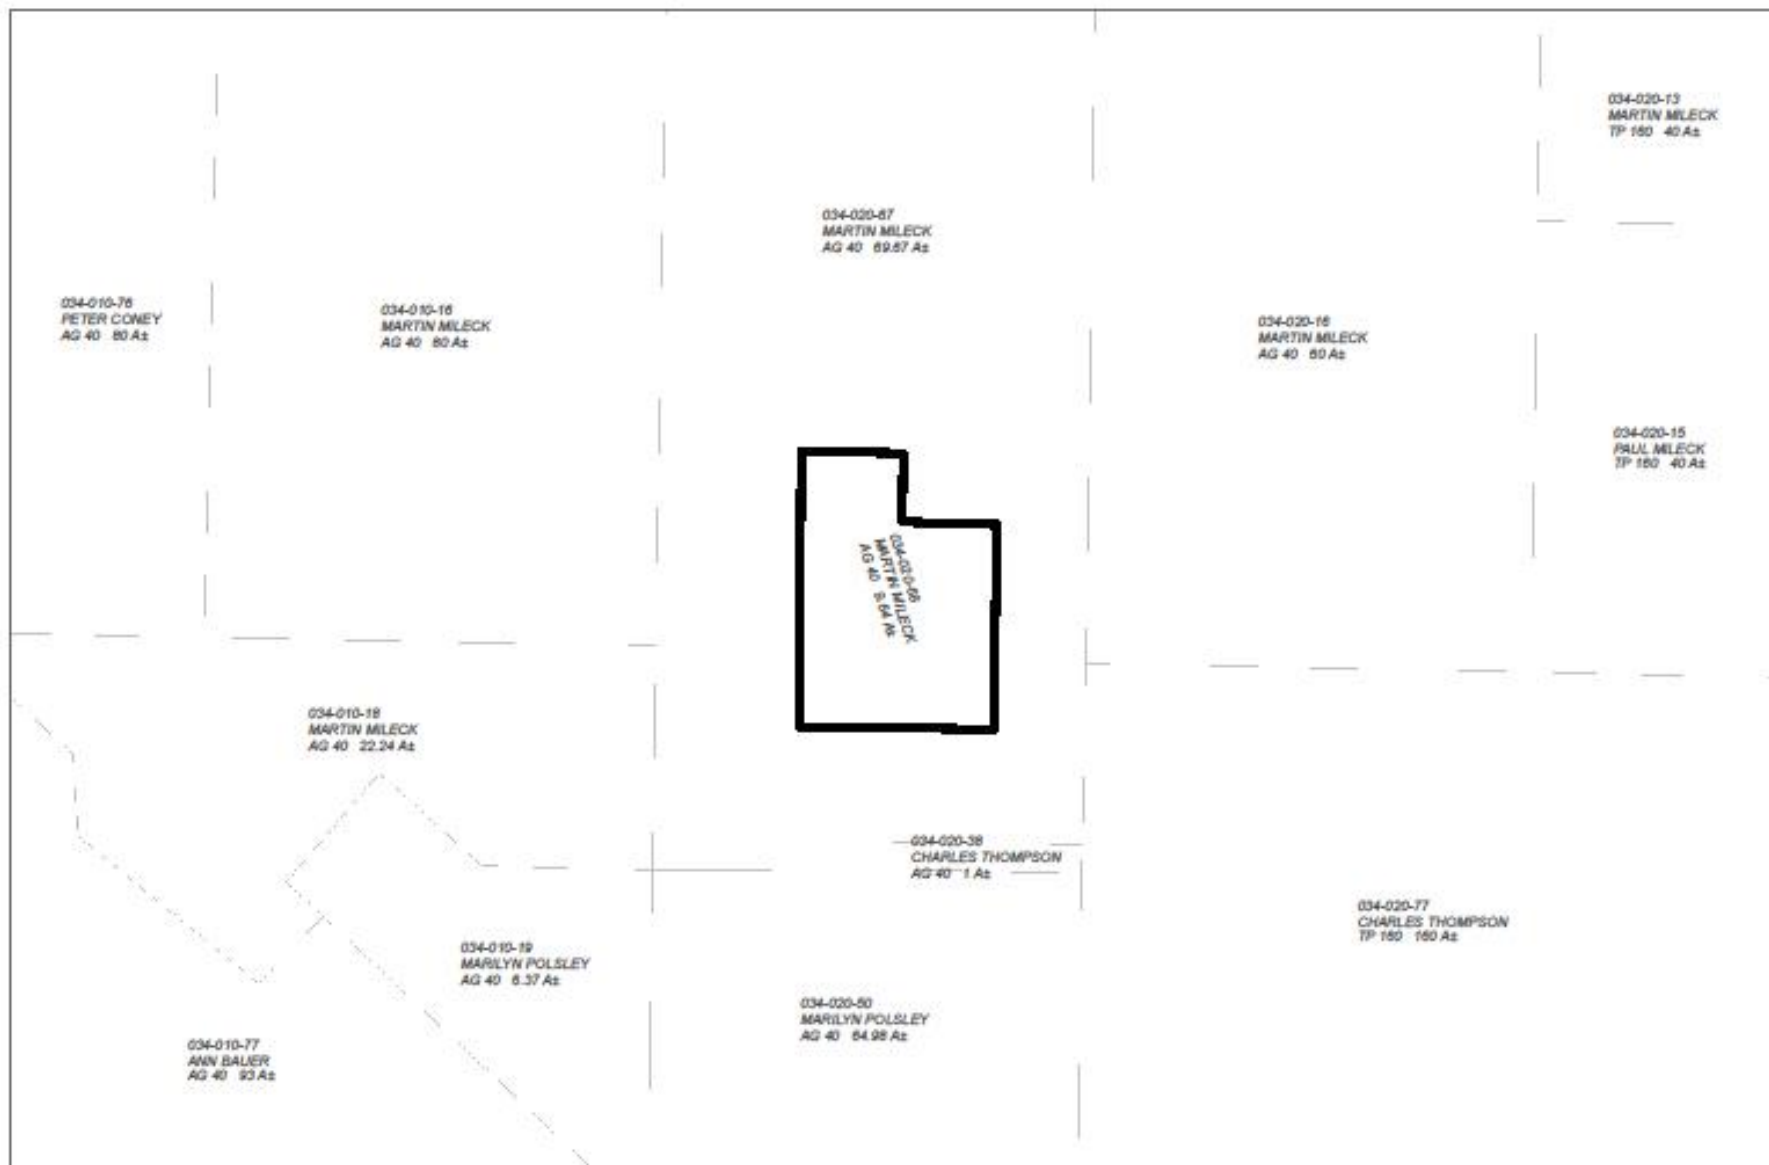 034-020-13
MARTIN MILECK
TP 160 40 A±
034-020-67
MARTIN MILECK
AG 40 69.67 A±
034-010-76
PETER CONEY
AG 40 80 A±
034-010-16
MARTIN MILECK
AG 40 80 A±
034-020-16
MARTIN MILECK
AG 40 80 A±
034-020-15
PAUL MILECK
TP 160 40 A±
034-020-68
MARTIN MILECK
AG 40 9.64 A±
034-010-18
MARTIN MILECK
AG 40 22.24 A±
034-020-38
CHARLES THOMPSON
AG 40 1 A±
034-020-77
CHARLES THOMPSON
TP 160 160 A±
034-010-19
MARILYN POLSLEY
AG 40 6.37 A±
034-020-50
MARILYN POLSLEY
AG 40 64.98 A±
034-010-77
ANN BAUER
AG 40 93 A±